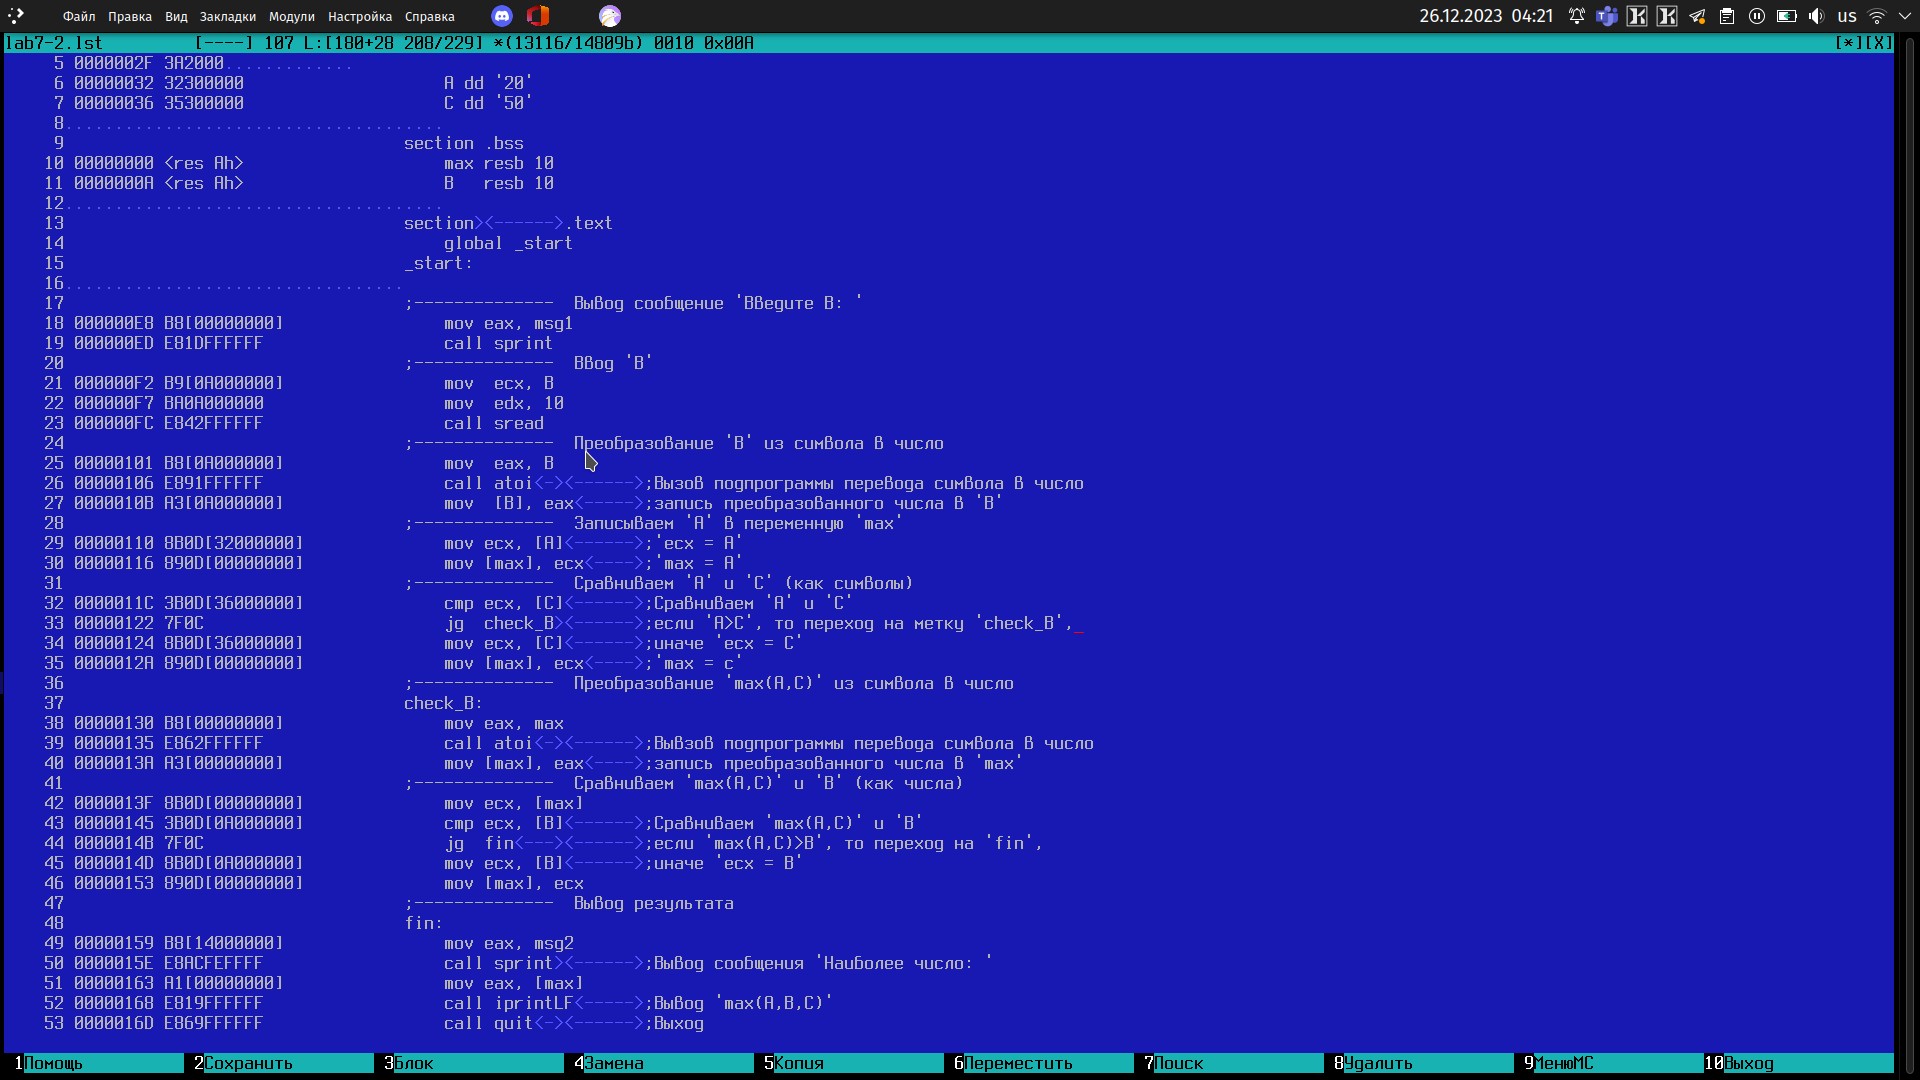 Файл Правка Вид Закладки Модули Настройка Справка 26.12.2023 04:21 us
lab7-2.lst [----] 107 L:[180+28 208/229] *(13116/14809b) 0010 0x00A [*][X]
5 0000002F 3A2000.............
6 00000032 32300000 A dd '20'
7 00000036 35300000 C dd '50'
8......................................
9 section .bss
10 00000000 <res Ah> max resb 10
11 0000000A <res Ah> B resb 10
12......................................
13 section><------>.text
14 global _start
15 _start:
16..................................
17 ;-------------- Вывод сообщение 'Введите B: '
18 000000E8 B8[00000000] mov eax, msg1
19 000000ED E81DFFFFFF call sprint
20 ;-------------- Ввод 'B'
21 000000F2 B9[0A000000] mov ecx, B
22 000000F7 BA0A000000 mov edx, 10
23 000000FC E842FFFFFF call sread
24 ;-------------- Преобразование 'B' из символа в число
25 00000101 B8[0A000000] mov eax, B
26 00000106 E891FFFFFF call atoi<-><------>;Вызов подпрограммы перевода символа в число
27 0000010B A3[0A000000] mov [B], eax<----->;запись преобразованного числа в 'B'
28 ;-------------- Записываем 'A' в переменную 'max'
29 00000110 8B0D[32000000] mov ecx, [A]<------>;'ecx = A'
30 00000116 890D[00000000] mov [max], ecx<---->;'max = A'
31 ;-------------- Сравниваем 'A' и 'C' (как символы)
32 0000011C 3B0D[36000000] cmp ecx, [C]<------>;Сравниваем 'A' и 'C'
33 00000122 7F0C jg check_B><------>;если 'A>C', то переход на метку 'check_B',
34 00000124 8B0D[36000000] mov ecx, [C]<------>;иначе 'ecx = C'
35 0000012A 890D[00000000] mov [max], ecx<---->;'max = c'
36 ;-------------- Преобразование 'max(A,C)' из символа в число
37 check_B:
38 00000130 B8[00000000] mov eax, max
39 00000135 E862FFFFFF call atoi<-><------>;Вывзов подпрограммы перевода символа в число
40 0000013A A3[00000000] mov [max], eax<---->;запись преобразованного числа в 'max'
41 ;-------------- Сравниваем 'max(A,C)' и 'B' (как числа)
42 0000013F 8B0D[00000000] mov ecx, [max]
43 00000145 3B0D[0A000000] cmp ecx, [B]<------>;Сравниваем 'max(A,C)' и 'B'
44 0000014B 7F0C jg fin<---><------>;если 'max(A,C)>B', то переход на 'fin',
45 0000014D 8B0D[0A000000] mov ecx, [B]<------>;иначе 'ecx = B'
46 00000153 890D[00000000] mov [max], ecx
47 ;-------------- Вывод результата
48 fin:
49 00000159 B8[14000000] mov eax, msg2
50 0000015E E8ACFEFFFF call sprint><------>;Вывод сообщения 'Наиболее число: '
51 00000163 A1[00000000] mov eax, [max]
52 00000168 E819FFFFFF call iprintLF<----->;Вывод 'max(A,B,C)'
53 0000016D E869FFFFFF call quit<-><------>;Выход
1Помощь 2Сохранить 3Блок 4Замена 5Копия 6Переместить 7Поиск 8Удалить 9МенюMC 10Выход